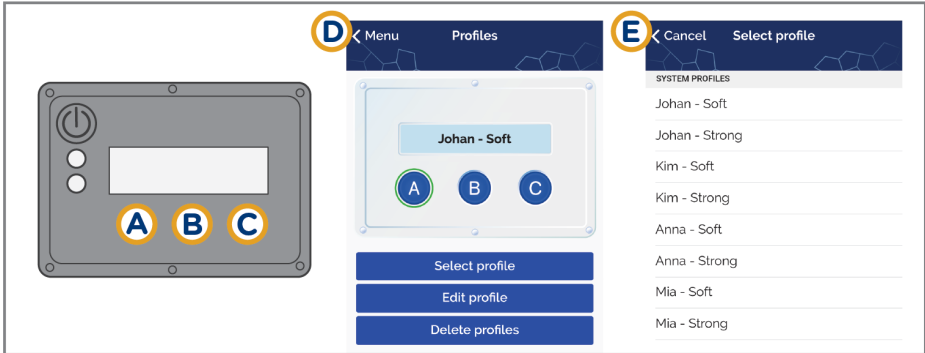 A B C
D
Menu Profiles
Johan - Soft
A B C
Select profile
Edit profile
Delete profiles
E
Cancel Select profile
SYSTEM PROFILES
Johan - Soft
Johan - Strong
Kim - Soft
Kim - Strong
Anna - Soft
Anna - Strong
Mia - Soft
Mia - Strong